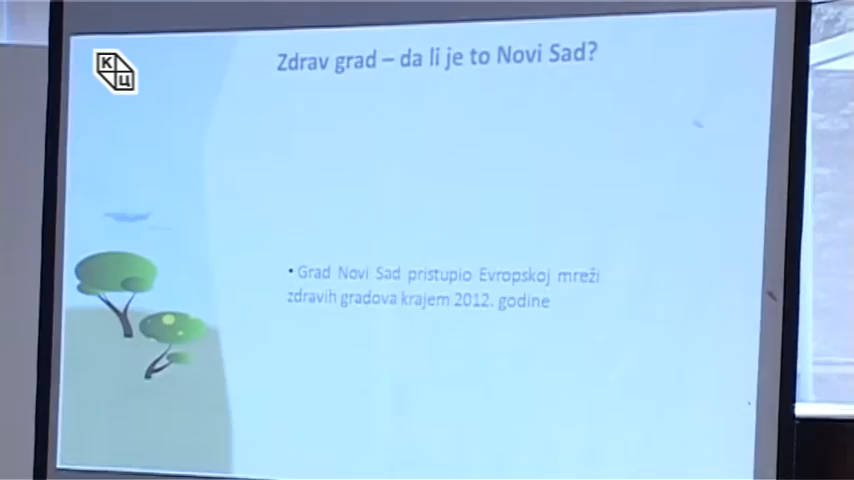 КЦ
Zdrav grad – da li je to Novi Sad?
• Grad Novi Sad pristupio Evropskoj mreži
zdravih gradova krajem 2012. godine